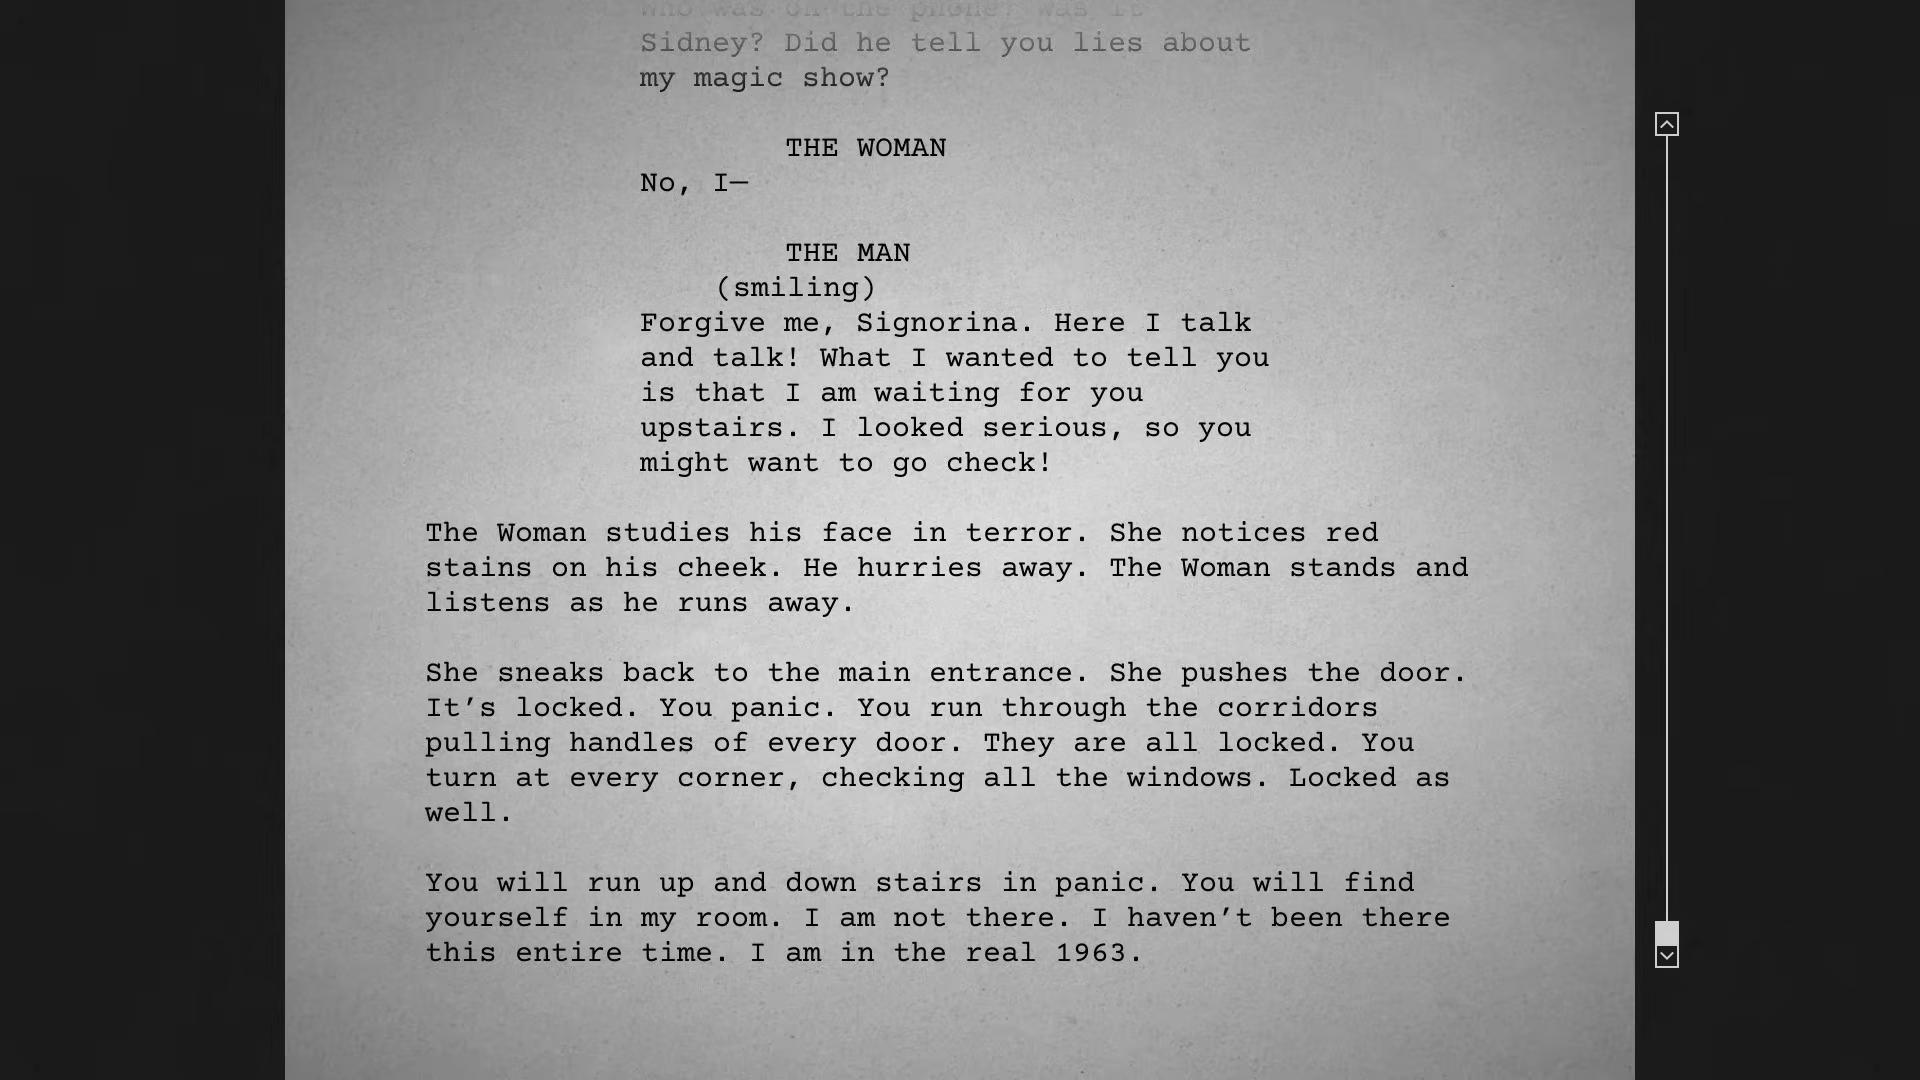 Who was on the phone? Was it
Sidney? Did he tell you lies about
my magic show?
THE WOMAN
No, I—
THE MAN
(smiling)
Forgive me, Signorina. Here I talk
and talk! What I wanted to tell you
is that I am waiting for you
upstairs. I looked serious, so you
might want to go check!
The Woman studies his face in terror. She notices red
stains on his cheek. He hurries away. The Woman stands and
listens as he runs away.
She sneaks back to the main entrance. She pushes the door.
It’s locked. You panic. You run through the corridors
pulling handles of every door. They are all locked. You
turn at every corner, checking all the windows. Locked as
well.
You will run up and down stairs in panic. You will find
yourself in my room. I am not there. I haven’t been there
this entire time. I am in the real 1963.